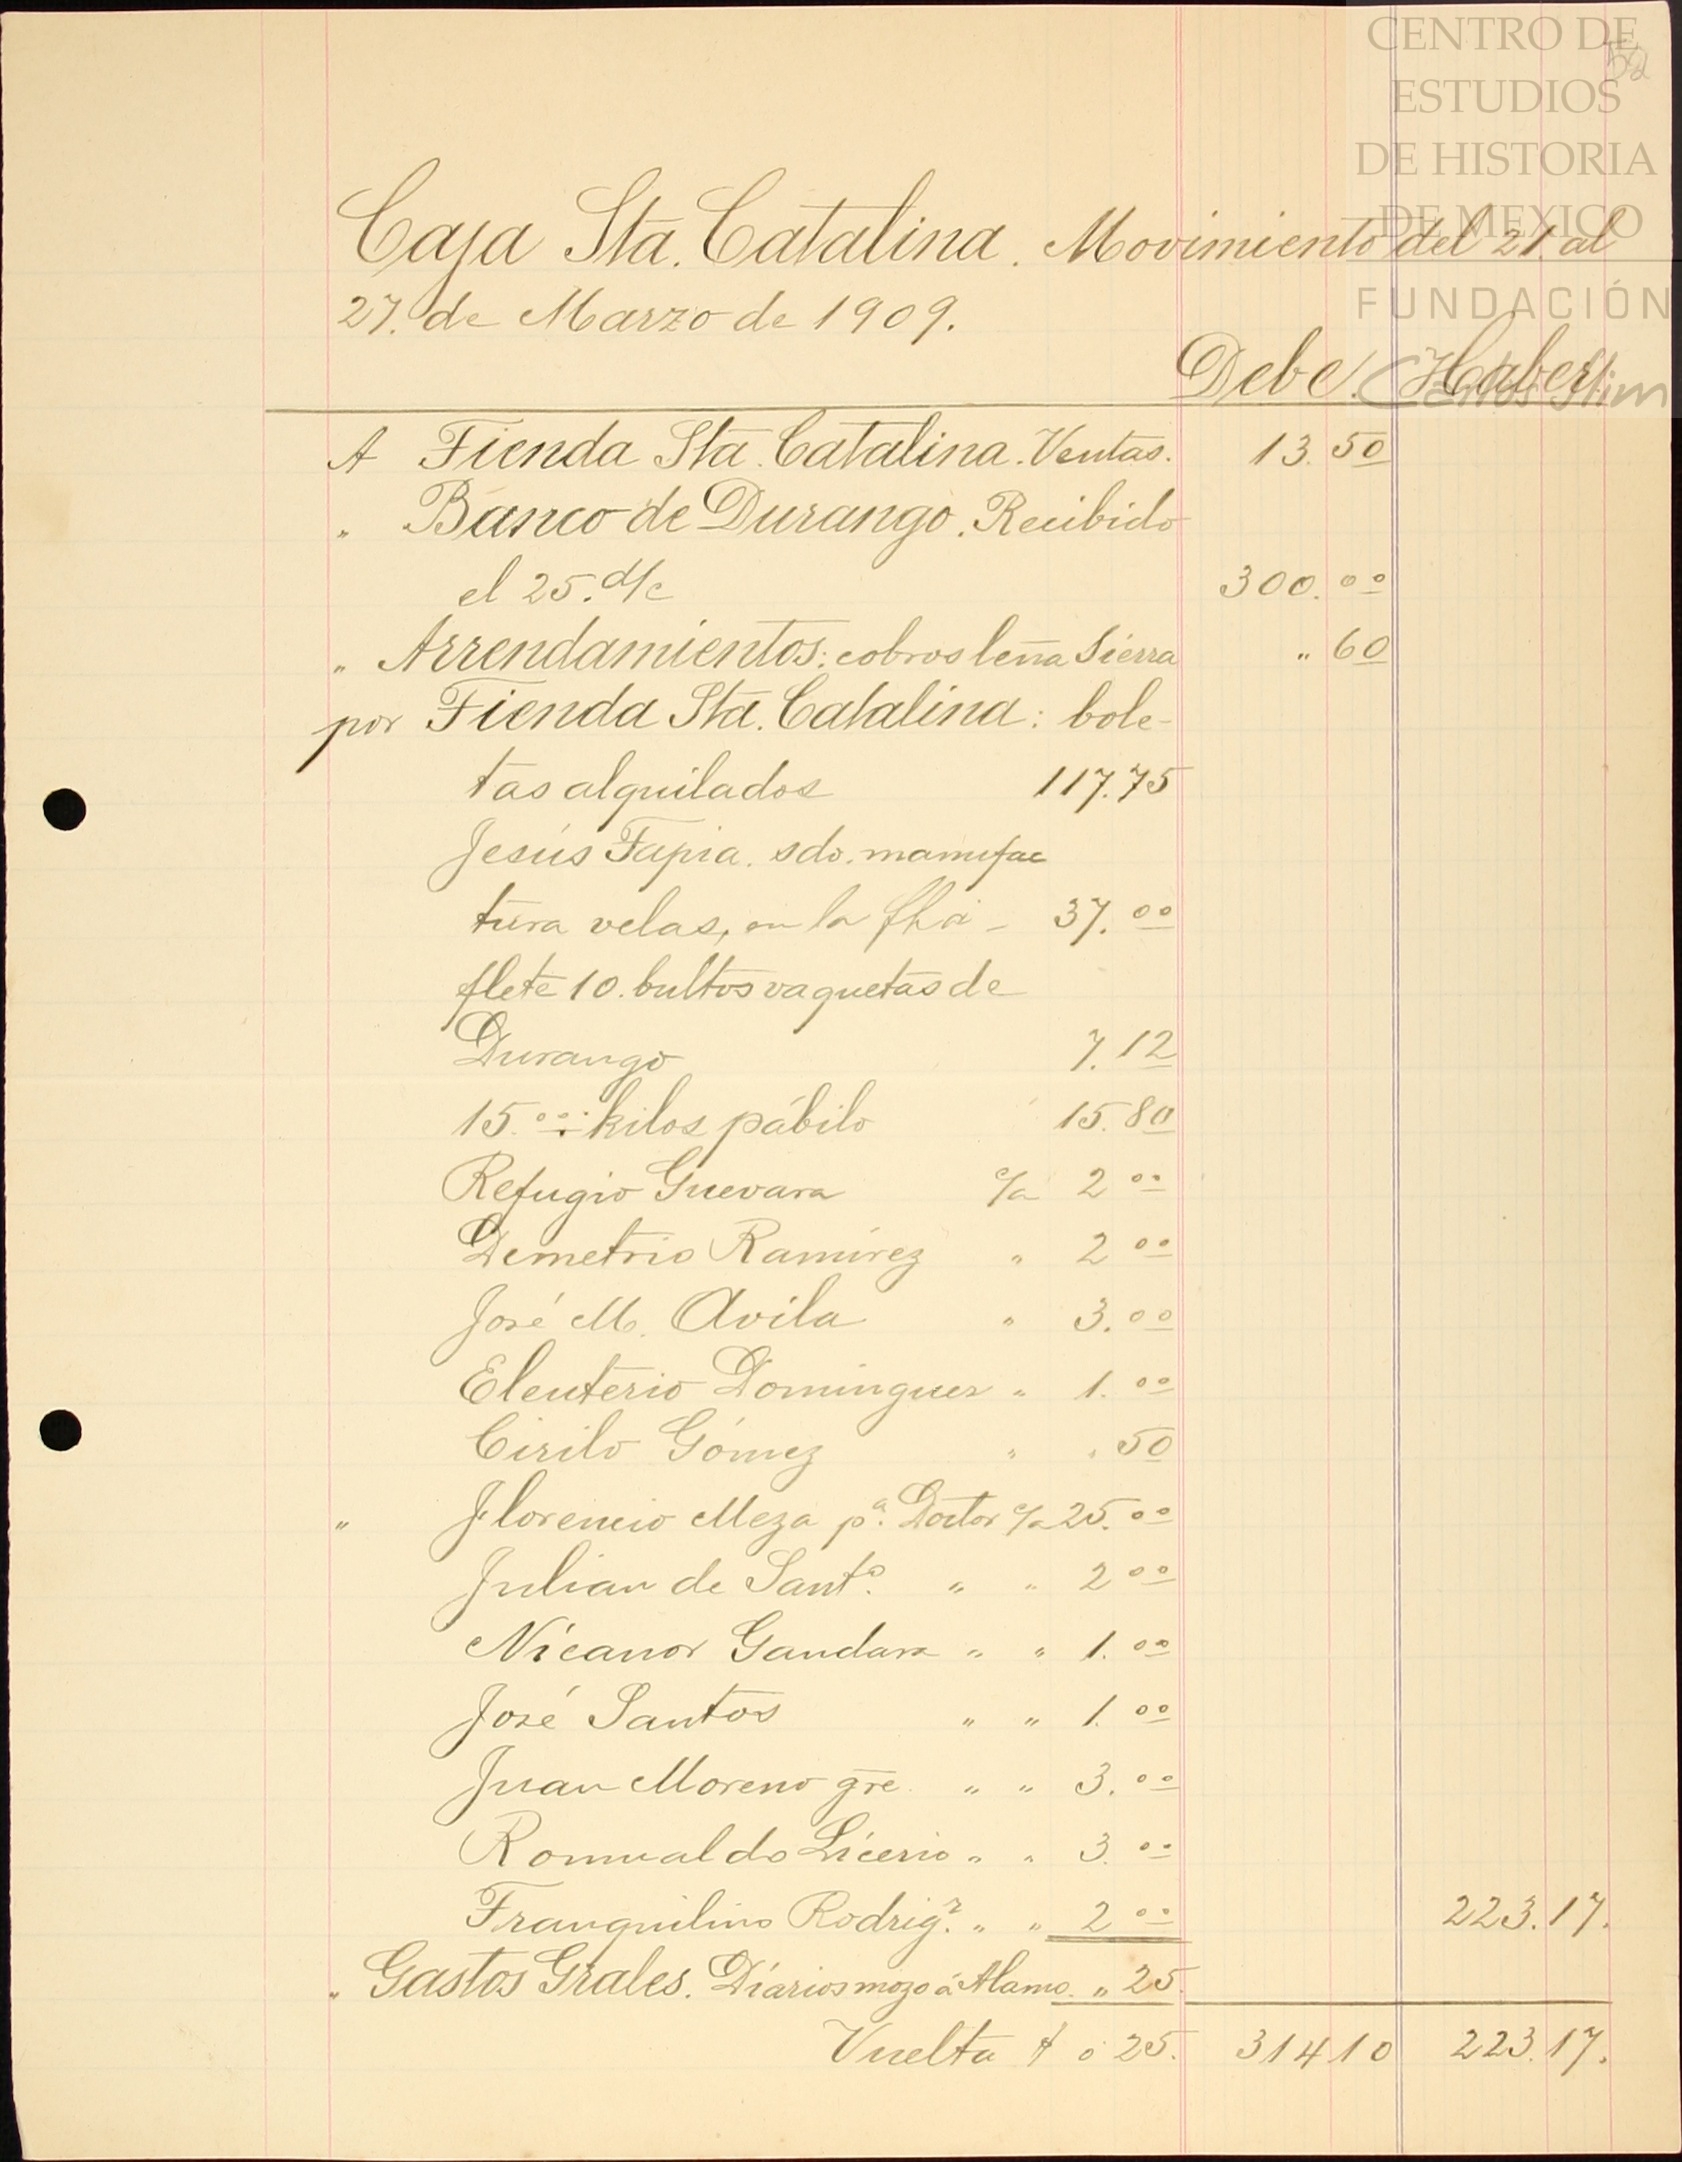 CENTRO DE
ESTUDIOS
DE HISTORIA
DE MEXICO
FUNDACIÓN
Carlos Slim
52
Caja Sta. Catalina. Movimiento del 21. al
27. de Marzo de 1909.
Debe. Haber.
A Tienda Sta. Catalina. Ventas. 13.50
" Banco de Durango. Recibido
el 25. d/c 300.00
" Arrendamientos: cobros leña Sierra " 60
por Tienda Sta. Catalina: bole-
tas alquilados 117.75
Jesús Tapia. sdo. manufac
tura velas, en la fha - 37.00
flete 10. bultos vaquetas de
Durango 7.12
15.00: kilos pábilo 15.80
Refugio Guevara c/a 2 00
Demetrio Ramírez " 2 00
José M. Avila " 3.00
Eleuterio Dominguez " 1.00
Cirilo Gómez " " 50
" Florencio Meza pa. Doctor c/a 25.00
Julian de Santo. " " 2 00
Nicanor Gandara " " 1.00
José Santos " " 1.00
Juan Moreno gre. " " 3.00
Romualdo Licerio " " 3.00
Tranquilino Rodrigz. " " 2 00 223.17.
" Gastos Grales. Diarios mozo á Alamo. " 25.
Vuelta $ 0 25. 314 10 223.17.